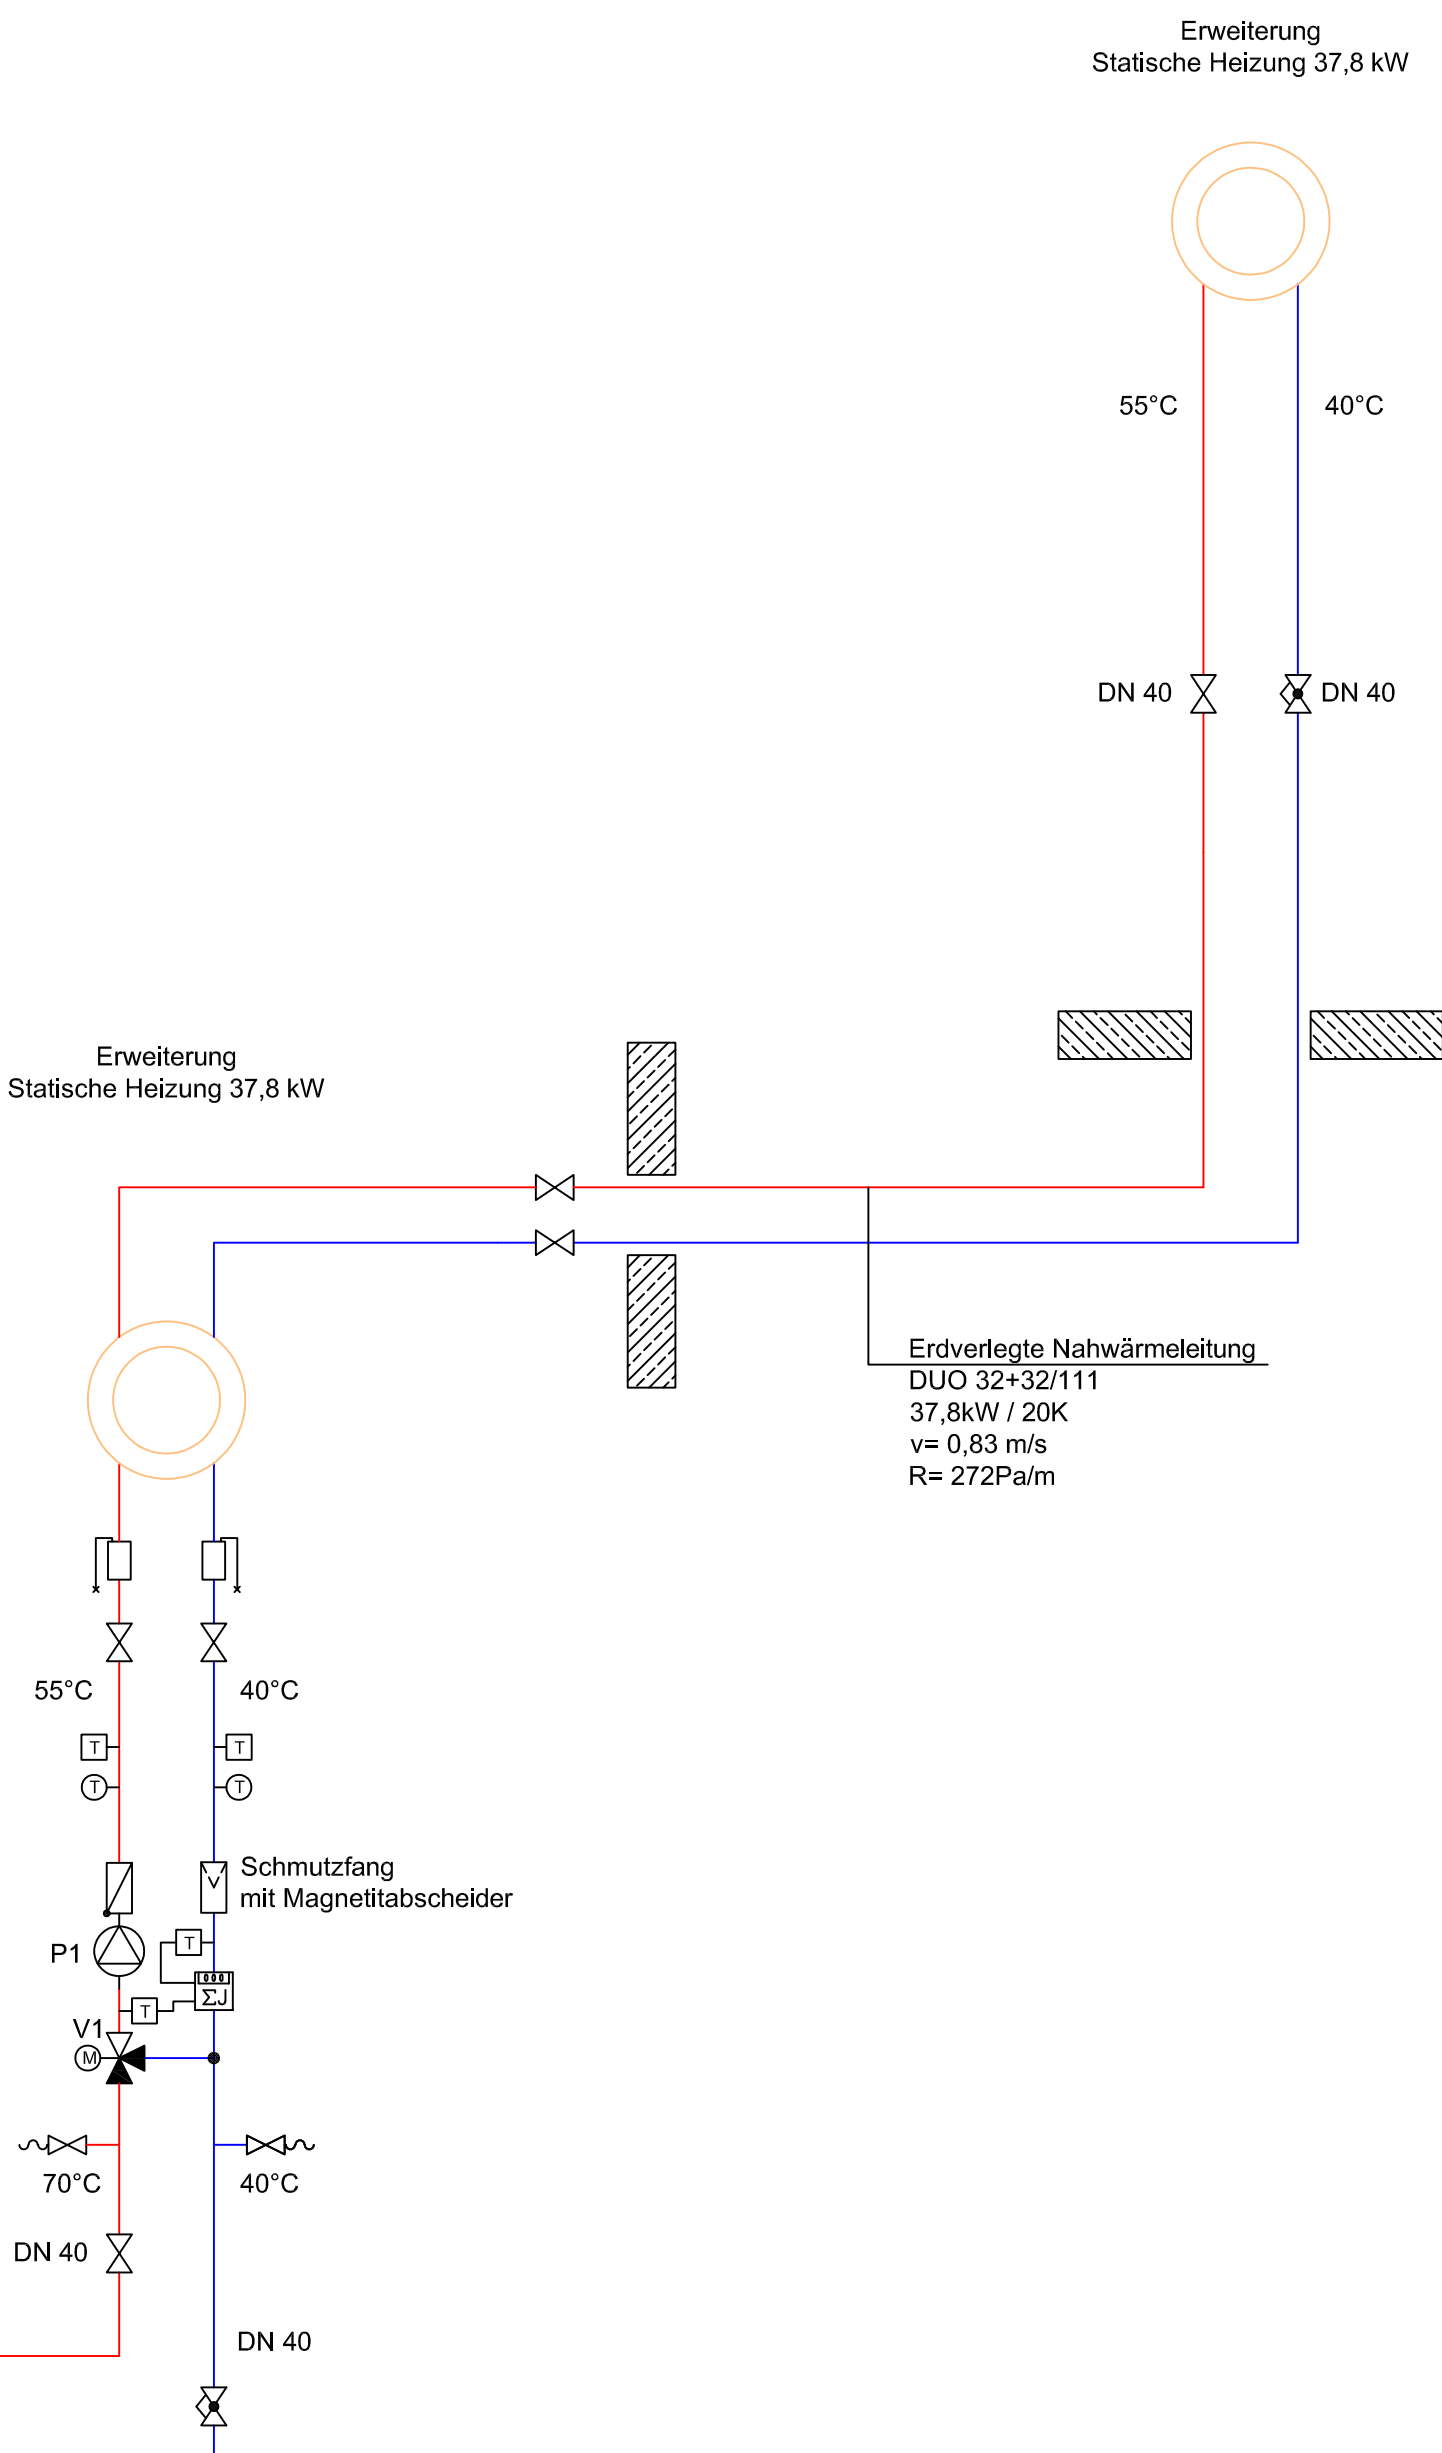 Erweiterung
Statische Heizung 37,8 kW
55°C
40°C
DN 40
DN 40
Erweiterung
Statische Heizung 37,8 kW
Erdverlegte Nahwärmeleitung
DUO 32+32/111
37,8kW / 20K
v= 0,83 m/s
R= 272Pa/m
55°C
40°C
T
T
T
T
Schmutzfang
mit Magnetitabscheider
P1
T
000
ΣJ
T
V1
M
70°C
40°C
DN 40
DN 40